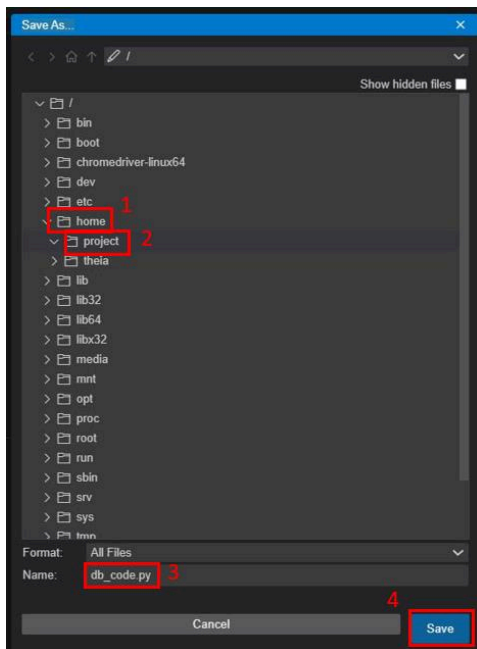 Save As...
/
Show hidden files
/
bin
boot
chromedriver-linux64
dev
etc
1
home
project 2
theia
lib
lib32
lib64
libx32
media
mnt
opt
proc
root
run
sbin
srv
sys
tmp
Format: All Files
Name: db_code.py 3
4
Cancel Save